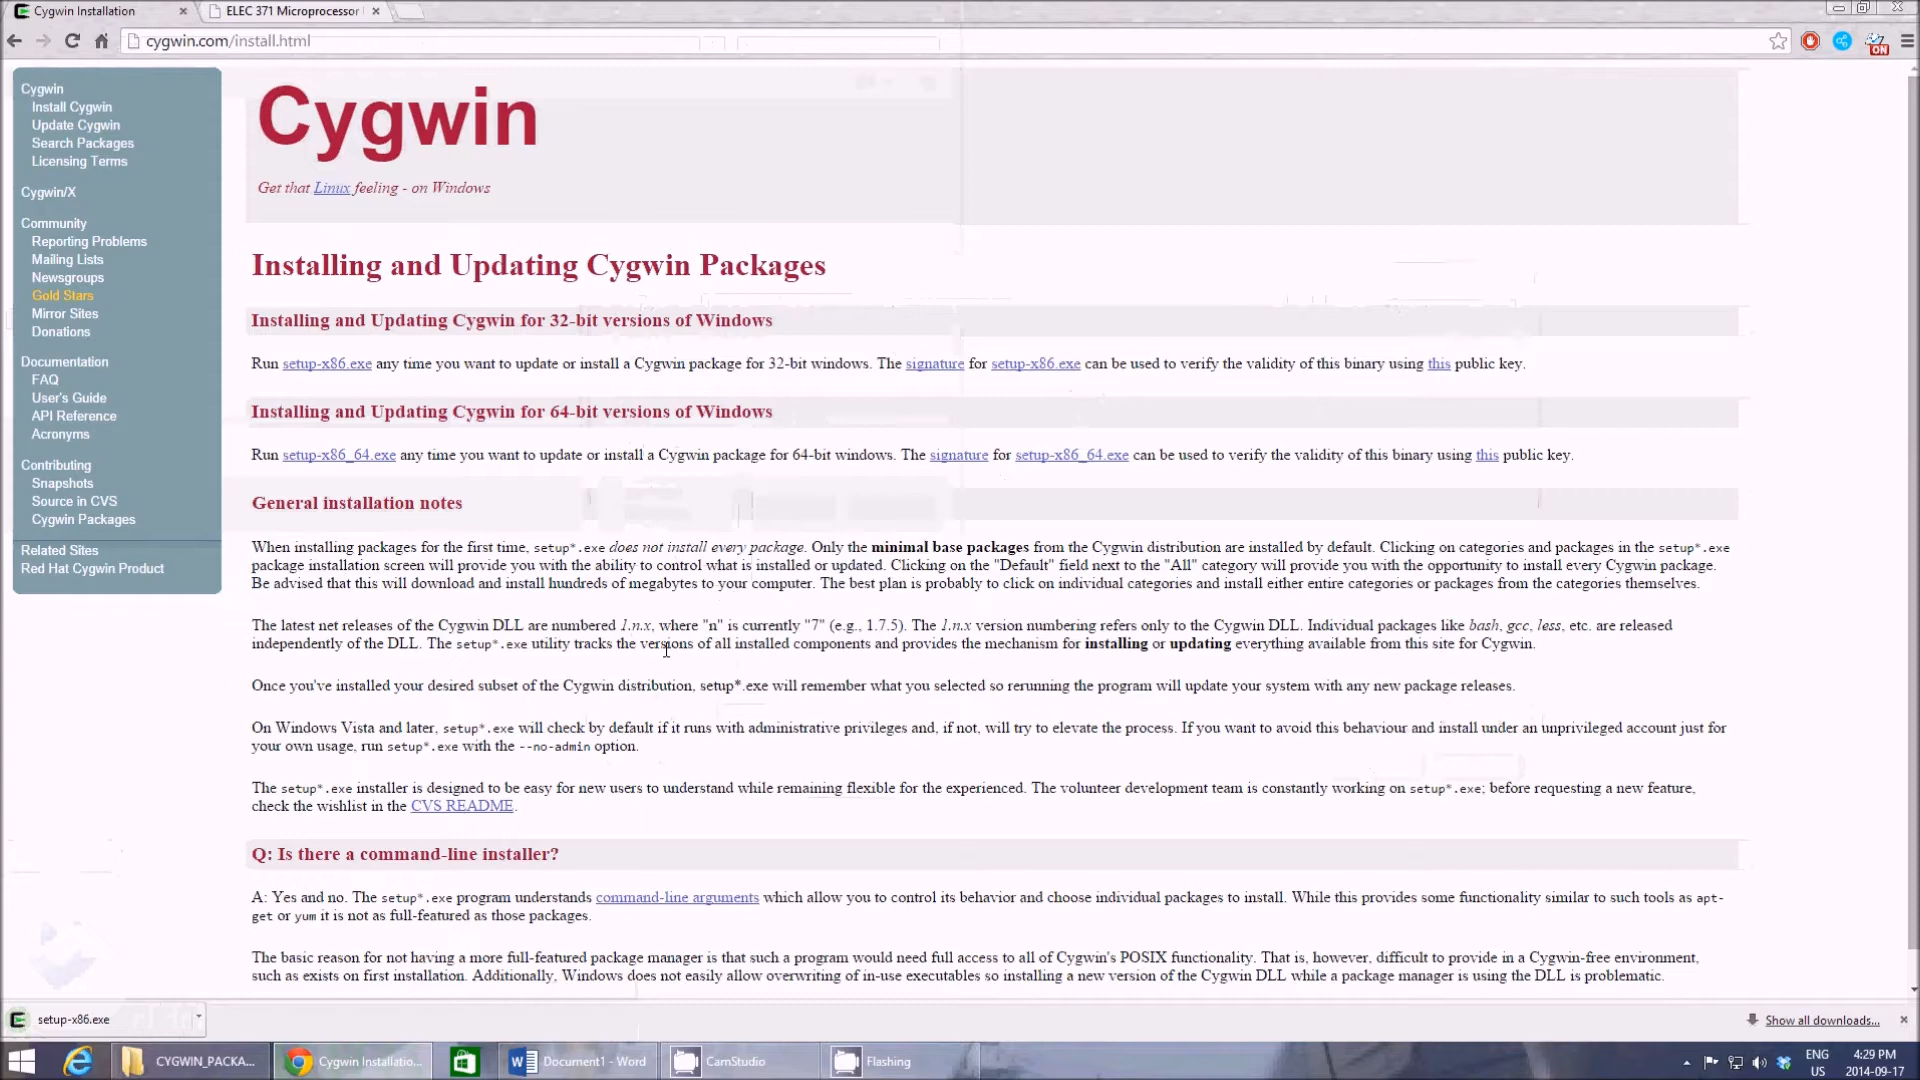 Cygwin Installation
ELEC 371 Microprocessor
cygwin.com/install.html
ON
Cygwin
Install Cygwin
Update Cygwin
Search Packages
Licensing Terms
Cygwin/X
Community
Reporting Problems
Mailing Lists
Newsgroups
Gold Stars
Mirror Sites
Donations
Documentation
FAQ
User's Guide
API Reference
Acronyms
Contributing
Snapshots
Source in CVS
Cygwin Packages
Related Sites
Red Hat Cygwin Product
Cygwin
Get that Linux feeling - on Windows
Installing and Updating Cygwin Packages
Installing and Updating Cygwin for 32-bit versions of Windows
Run setup-x86.exe any time you want to update or install a Cygwin package for 32-bit windows. The signature for setup-x86.exe can be used to verify the validity of this binary using this public key.
Installing and Updating Cygwin for 64-bit versions of Windows
Run setup-x86_64.exe any time you want to update or install a Cygwin package for 64-bit windows. The signature for setup-x86_64.exe can be used to verify the validity of this binary using this public key.
General installation notes
When installing packages for the first time, setup*.exe does not install every package. Only the minimal base packages from the Cygwin distribution are installed by default. Clicking on categories and packages in the setup*.exe
package installation screen will provide you with the ability to control what is installed or updated. Clicking on the "Default" field next to the "All" category will provide you with the opportunity to install every Cygwin package.
Be advised that this will download and install hundreds of megabytes to your computer. The best plan is probably to click on individual categories and install either entire categories or packages from the categories themselves.
The latest net releases of the Cygwin DLL are numbered 1.n.x, where "n" is currently "7" (e.g., 1.7.5). The 1.n.x version numbering refers only to the Cygwin DLL. Individual packages like bash, gcc, less, etc. are released
independently of the DLL. The setup*.exe utility tracks the versions of all installed components and provides the mechanism for installing or updating everything available from this site for Cygwin.
Once you've installed your desired subset of the Cygwin distribution, setup*.exe will remember what you selected so rerunning the program will update your system with any new package releases.
On Windows Vista and later, setup*.exe will check by default if it runs with administrative privileges and, if not, will try to elevate the process. If you want to avoid this behaviour and install under an unprivileged account just for
your own usage, run setup*.exe with the --no-admin option.
The setup*.exe installer is designed to be easy for new users to understand while remaining flexible for the experienced. The volunteer development team is constantly working on setup*.exe; before requesting a new feature,
check the wishlist in the CVS README.
Q: Is there a command-line installer?
A: Yes and no. The setup*.exe program understands command-line arguments which allow you to control its behavior and choose individual packages to install. While this provides some functionality similar to such tools as apt-
get or yum it is not as full-featured as those packages.
The basic reason for not having a more full-featured package manager is that such a program would need full access to all of Cygwin's POSIX functionality. That is, however, difficult to provide in a Cygwin-free environment,
such as exists on first installation. Additionally, Windows does not easily allow overwriting of in-use executables so installing a new version of the Cygwin DLL while a package manager is using the DLL is problematic.
setup-x86.exe
Show all downloads...
CYGWIN_PACKA...
Cygwin Installatio...
Document1 - Word
CamStudio
Flashing
ENG
US
4:29 PM
2014-09-17